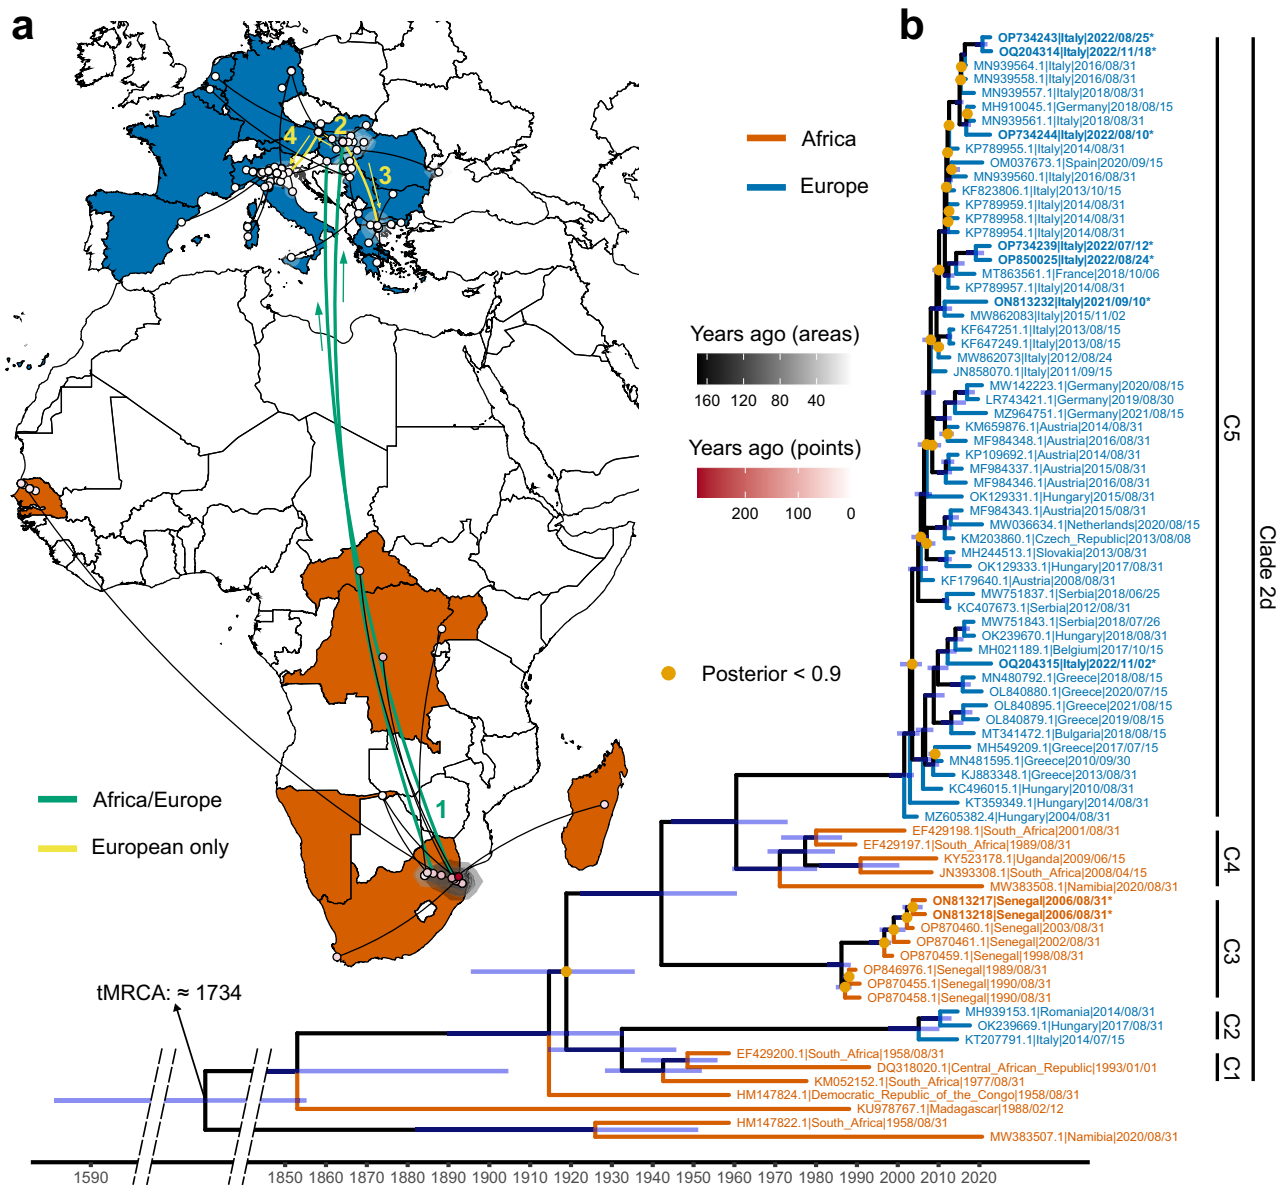 a
b
4
2
3
1
Africa
Europe
Years ago (areas)
160 120 80 40
Years ago (points)
200 100 0
Posterior < 0.9
Africa/Europe
European only
tMRCA: ≈ 1734
OP734243|Italy|2022/08/25*
OQ204314|Italy|2022/11/18*
MN939564.1|Italy|2016/08/31
MN939558.1|Italy|2016/08/31
MN939557.1|Italy|2018/08/31
MH910045.1|Germany|2018/08/15
MN939561.1|Italy|2018/08/31
OP734244|Italy|2022/08/10*
KP789955.1|Italy|2014/08/31
OM037673.1|Spain|2020/09/15
MN939560.1|Italy|2016/08/31
KF823806.1|Italy|2013/10/15
KP789959.1|Italy|2014/08/31
KP789958.1|Italy|2014/08/31
KP789954.1|Italy|2014/08/31
OP734239|Italy|2022/07/12*
OP850025|Italy|2022/08/24*
MT863561.1|France|2018/10/06
KP789957.1|Italy|2014/08/31
ON813232|Italy|2021/09/10*
MW862083|Italy|2015/11/02
KF647251.1|Italy|2013/08/15
KF647249.1|Italy|2013/08/15
MW862073|Italy|2012/08/24
JN858070.1|Italy|2011/09/15
MW142223.1|Germany|2020/08/15
LR743421.1|Germany|2019/08/30
MZ964751.1|Germany|2021/08/15
KM659876.1|Austria|2014/08/31
MF984348.1|Austria|2016/08/31
KP109692.1|Austria|2014/08/31
MF984337.1|Austria|2015/08/31
MF984346.1|Austria|2016/08/31
OK129331.1|Hungary|2015/08/31
MF984343.1|Austria|2015/08/31
MW036634.1|Netherlands|2020/08/15
KM203860.1|Czech_Republic|2013/08/08
MH244513.1|Slovakia|2013/08/31
OK129333.1|Hungary|2017/08/31
KF179640.1|Austria|2008/08/31
MW751837.1|Serbia|2018/06/25
KC407673.1|Serbia|2012/08/31
MW751843.1|Serbia|2018/07/26
OK239670.1|Hungary|2018/08/31
MH021189.1|Belgium|2017/10/15
OQ204315|Italy|2022/11/02*
MN480792.1|Greece|2018/08/15
OL840880.1|Greece|2020/07/15
OL840895.1|Greece|2021/08/15
OL840879.1|Greece|2019/08/15
MT341472.1|Bulgaria|2018/08/15
MH549209.1|Greece|2017/07/15
MN481595.1|Greece|2010/09/30
KJ883348.1|Greece|2013/08/31
KC496015.1|Hungary|2010/08/31
KT359349.1|Hungary|2014/08/31
MZ605382.4|Hungary|2004/08/31
EF429198.1|South_Africa|2001/08/31
EF429197.1|South_Africa|1989/08/31
KY523178.1|Uganda|2009/06/15
JN393308.1|South_Africa|2008/04/15
MW383508.1|Namibia|2020/08/31
ON813217|Senegal|2006/08/31*
ON813218|Senegal|2006/08/31*
OP870460.1|Senegal|2003/08/31
OP870461.1|Senegal|2002/08/31
OP870459.1|Senegal|1998/08/31
OP846976.1|Senegal|1989/08/31
OP870455.1|Senegal|1990/08/31
OP870458.1|Senegal|1990/08/31
MH939153.1|Romania|2014/08/31
OK239669.1|Hungary|2017/08/31
KT207791.1|Italy|2014/07/15
EF429200.1|South_Africa|1958/08/31
DQ318020.1|Central_African_Republic|1993/01/01
KM052152.1|South_Africa|1977/08/31
HM147824.1|Democratic_Republic_of_the_Congo|1958/08/31
KU978767.1|Madagascar|1988/02/12
HM147822.1|South_Africa|1958/08/31
MW383507.1|Namibia|2020/08/31
C5
C4
C3
C2
C1
Clade 2d
1590 1850 1860 1870 1880 1890 1900 1910 1920 1930 1940 1950 1960 1970 1980 1990 2000 2010 2020